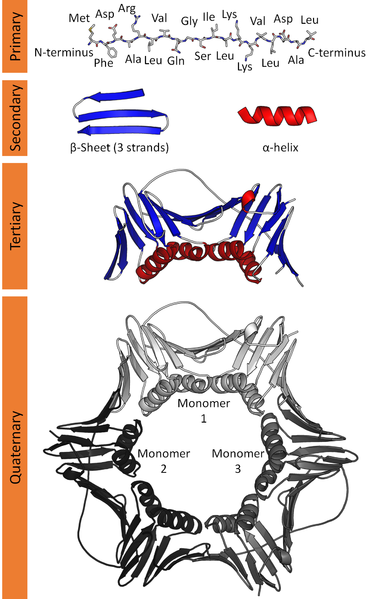 Primary
Met Asp Arg Val Gly Ile Lys Val Asp Leu
N-terminus C-terminus
Phe Ala Leu Gln Ser Leu Lys Leu Ala
Secondary
β-Sheet (3 strands) α-helix
Tertiary
Quaternary
Monomer
1
Monomer Monomer
2 3